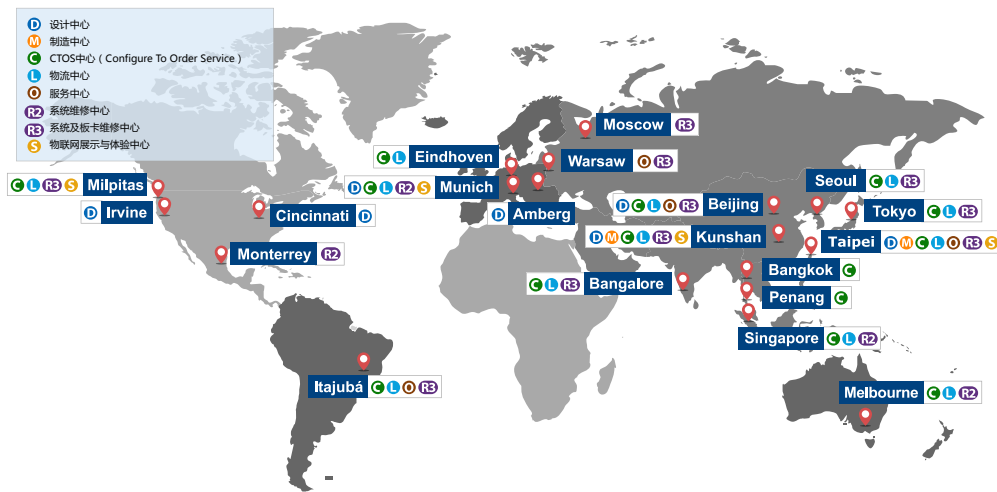 D 设计中心
M 制造中心
C CTOS中心（Configure To Order Service）
L 物流中心
O 服务中心
R2 系统维修中心
R3 系统及板卡维修中心
S 物联网展示与体验中心
Moscow R3
C L Eindhoven
Warsaw O R3
C L R3 S Milpitas
D C L R2 S Munich
Seoul C L R3
D Irvine
Cincinnati D
D Amberg
D C L O R3 Beijing
Tokyo C L R3
D M C L R3 S Kunshan
Taipei D M C L O R3 S
Monterrey R2
Bangkok C
C L R3 Bangalore
Penang C
Singapore C L R2
Itajubá C L O R3
Melbourne C L R2